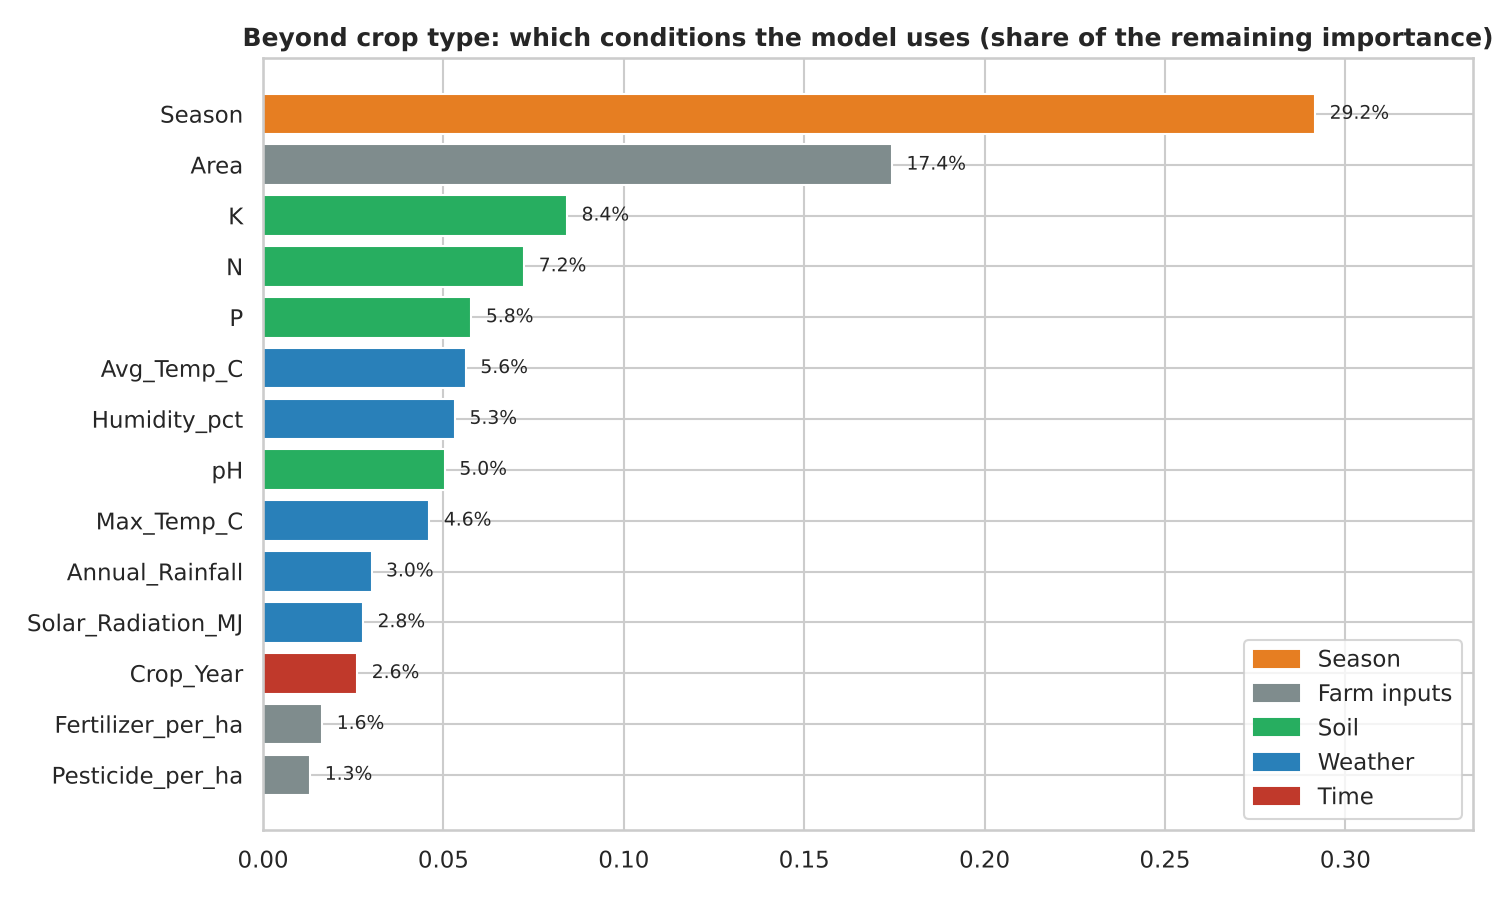 Beyond crop type: which conditions the model uses (share of the remaining importance)
Season 29.2%
Area 17.4%
K 8.4%
N 7.2%
P 5.8%
Avg_Temp_C 5.6%
Humidity_pct 5.3%
pH 5.0%
Max_Temp_C 4.6%
Annual_Rainfall 3.0%
Solar_Radiation_MJ 2.8%
Crop_Year 2.6%
Fertilizer_per_ha 1.6%
Pesticide_per_ha 1.3%
Season
Farm inputs
Soil
Weather
Time
0.00 0.05 0.10 0.15 0.20 0.25 0.30